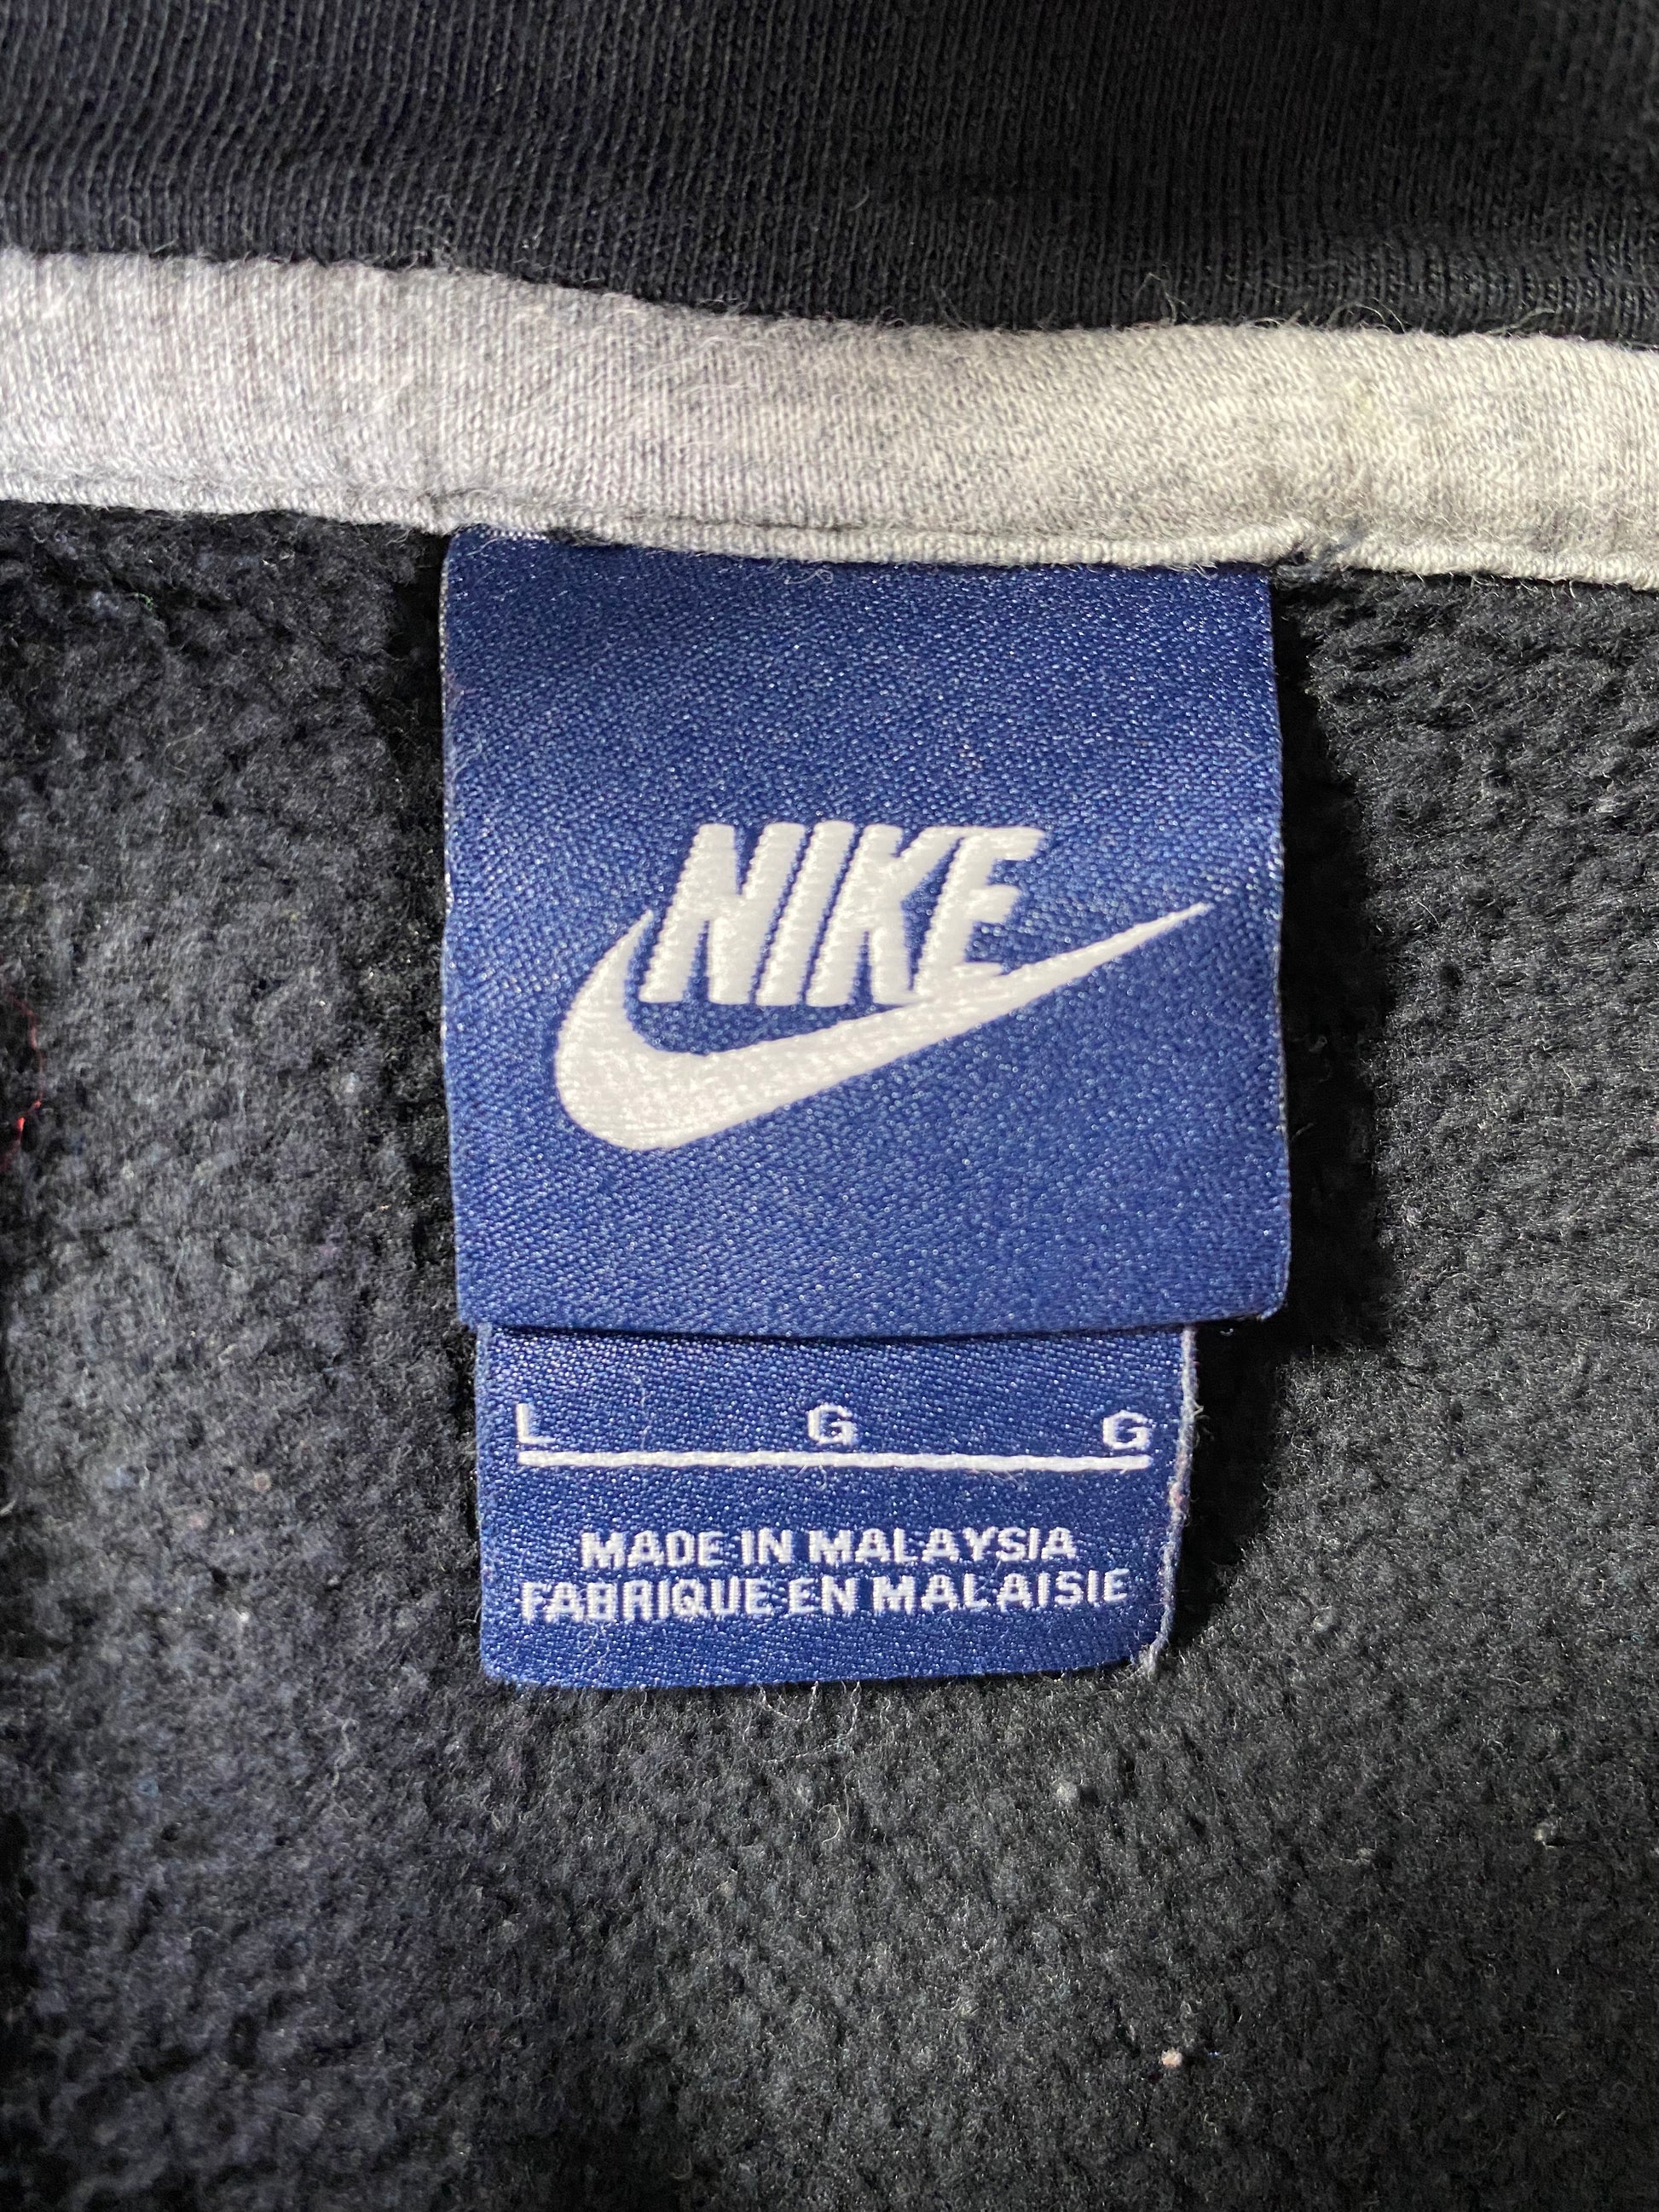 NIKE
L G G
MADE IN MALAYSIA
FABRIQUE EN MALAISIE